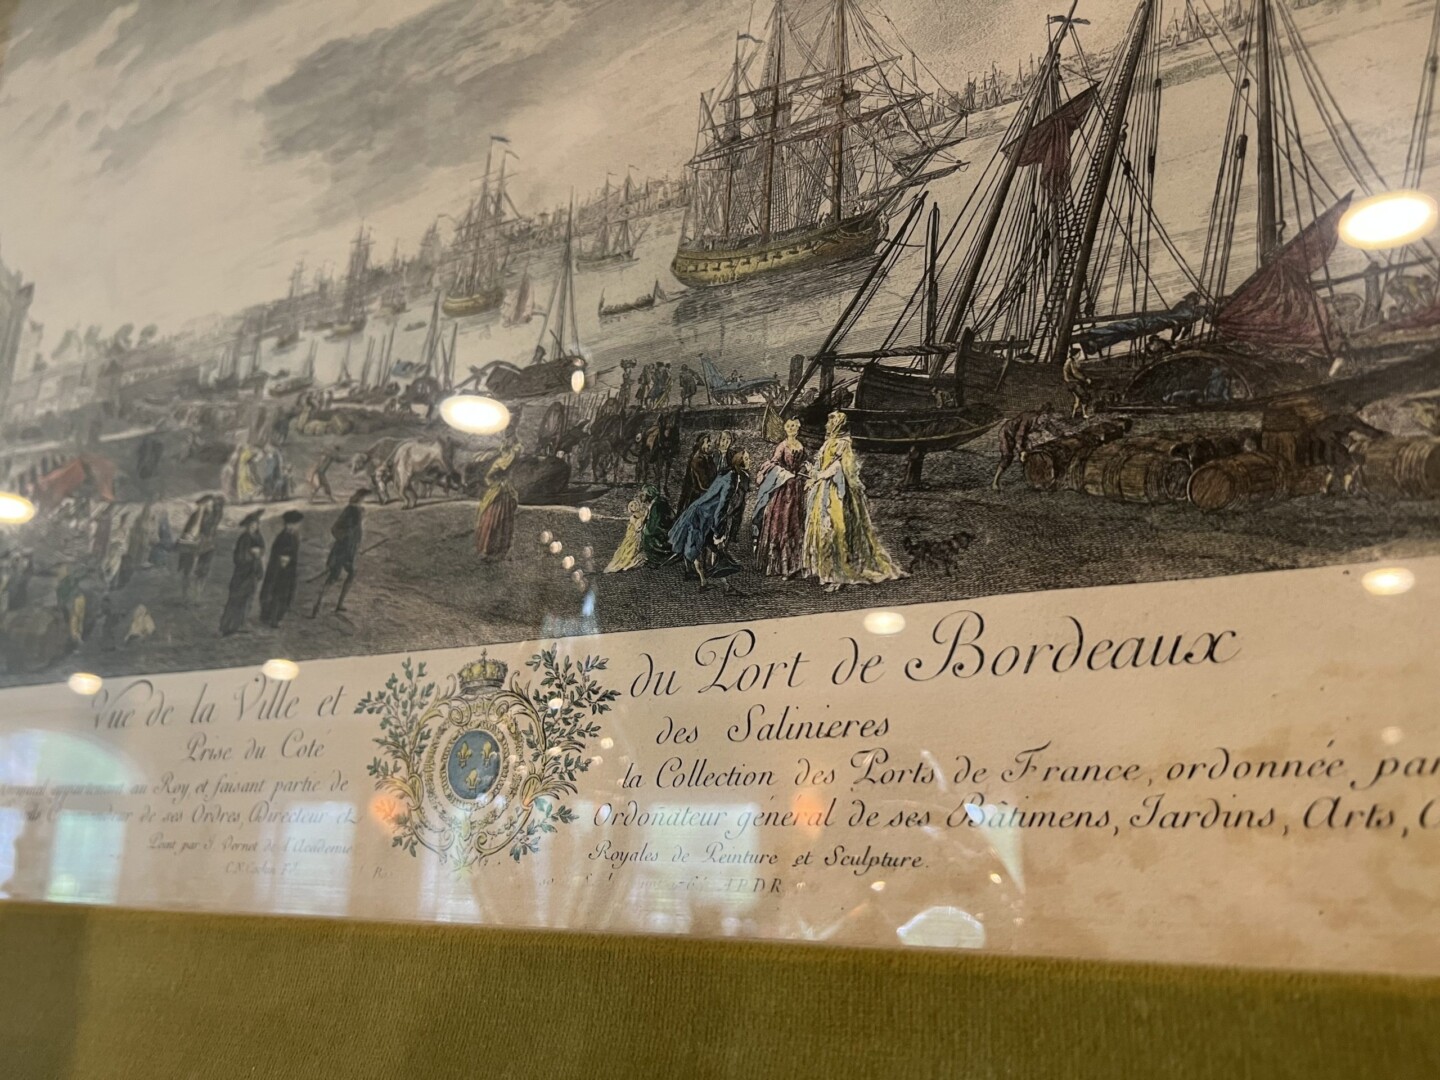 Vue de la Ville et du Port de Bordeaux
Prise du Coté des Salinieres
appartenant au Roy et faisant partie de la Collection des Ports de France, ordonnée par
de ses Ordres, Directeur et Ordonateur général de ses Bâtimens, Jardins, Arts,
Peint par J. Vernet de l'Academie Royales de Peinture et Sculpture.
A.P.D.R.